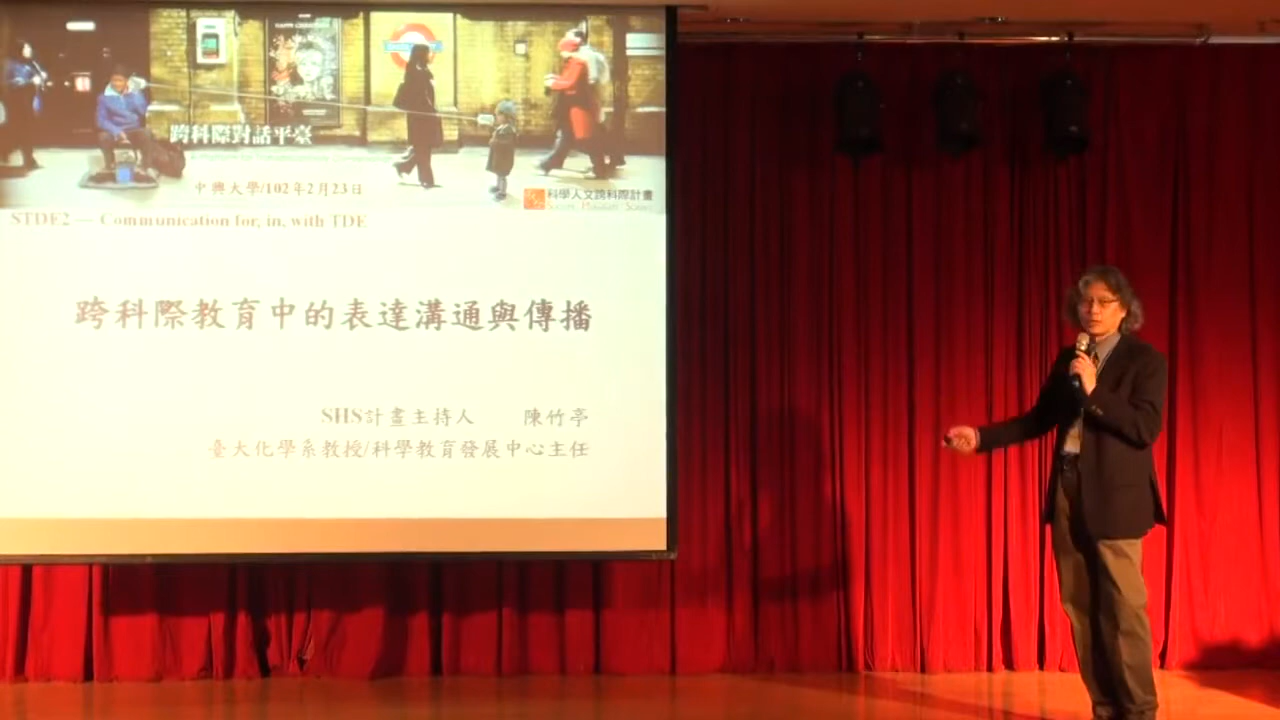 跨科際對話平臺
中興大學/102年2月23日
科學人文跨科際計畫
STDE2 — Communication for, in, with TDE
跨科際教育中的表達溝通與傳播
SHS計畫主持人 陳竹亭
臺大化學系教授/科學教育發展中心主任